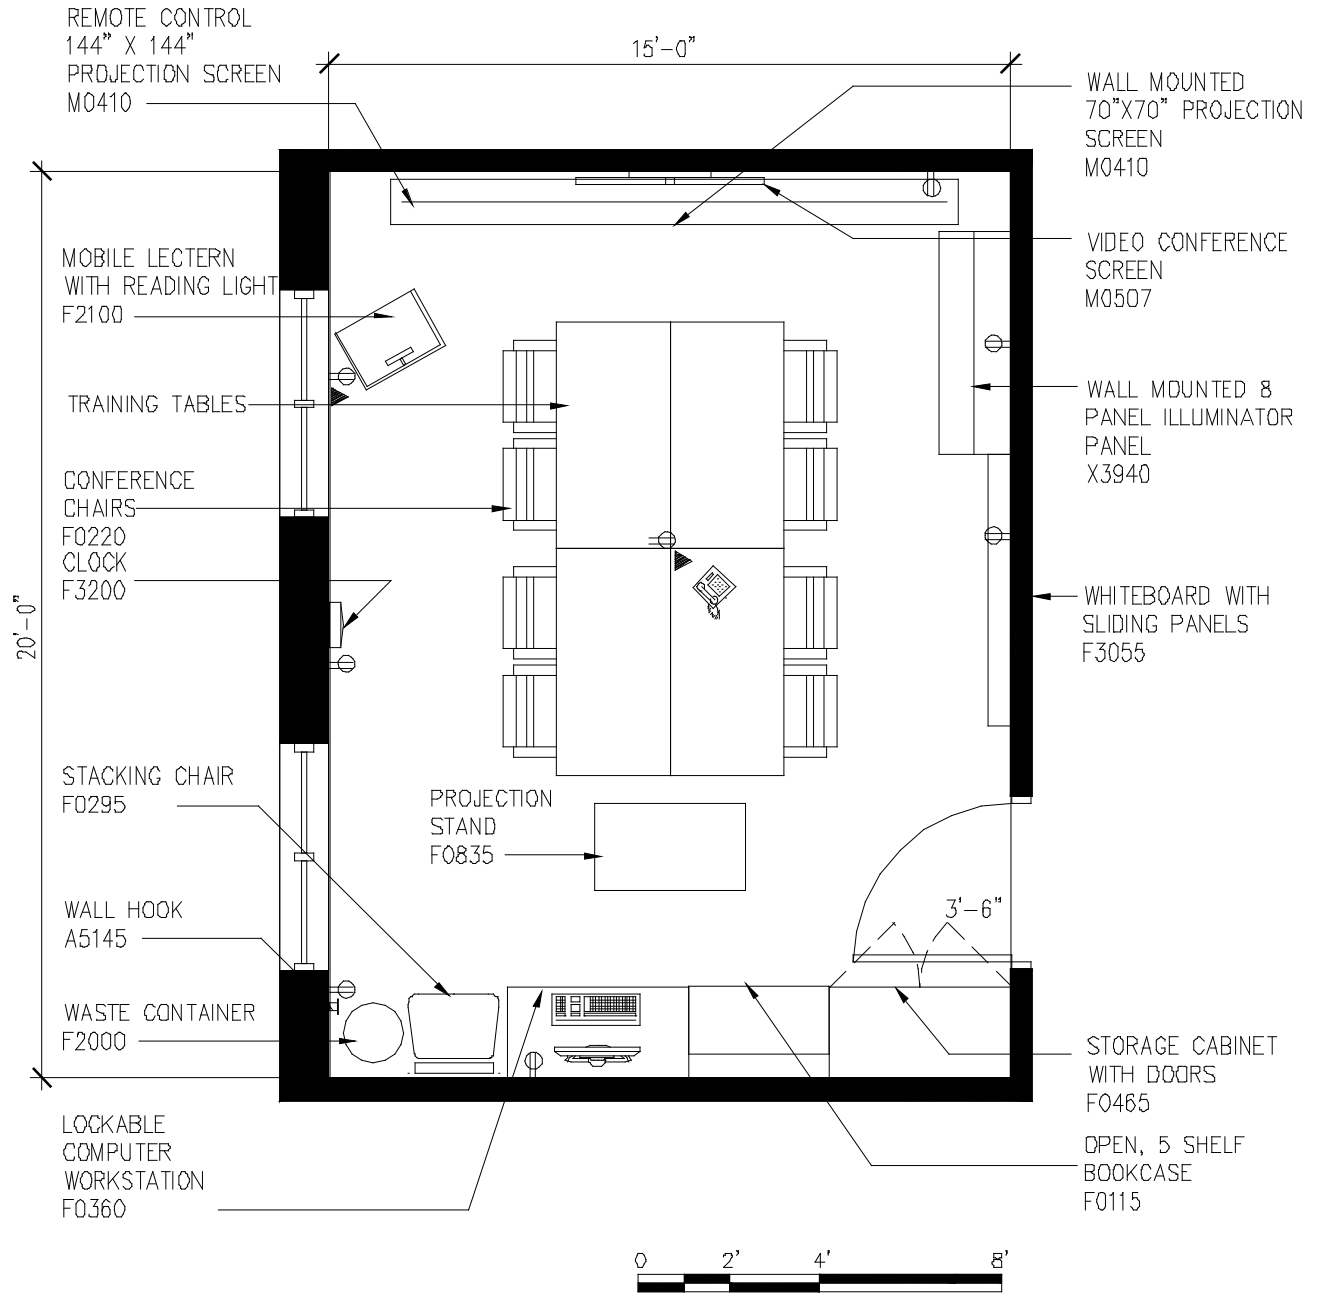 REMOTE CONTROL
144" X 144"
PROJECTION SCREEN
M0410
15'-0"
WALL MOUNTED
70"X70" PROJECTION
SCREEN
M0410
VIDEO CONFERENCE
SCREEN
M0507
MOBILE LECTERN
WITH READING LIGHT
F2100
TRAINING TABLES
WALL MOUNTED 8
PANEL ILLUMINATOR
PANEL
X3940
CONFERENCE
CHAIRS
F0220
CLOCK
F3200
20'-0"
WHITEBOARD WITH
SLIDING PANELS
F3055
STACKING CHAIR
F0295
PROJECTION
STAND
F0835
3'-6"
WALL HOOK
A5145
WASTE CONTAINER
F2000
STORAGE CABINET
WITH DOORS
F0465
LOCKABLE
COMPUTER
WORKSTATION
F0360
OPEN, 5 SHELF
BOOKCASE
F0115
0 2' 4' 8'